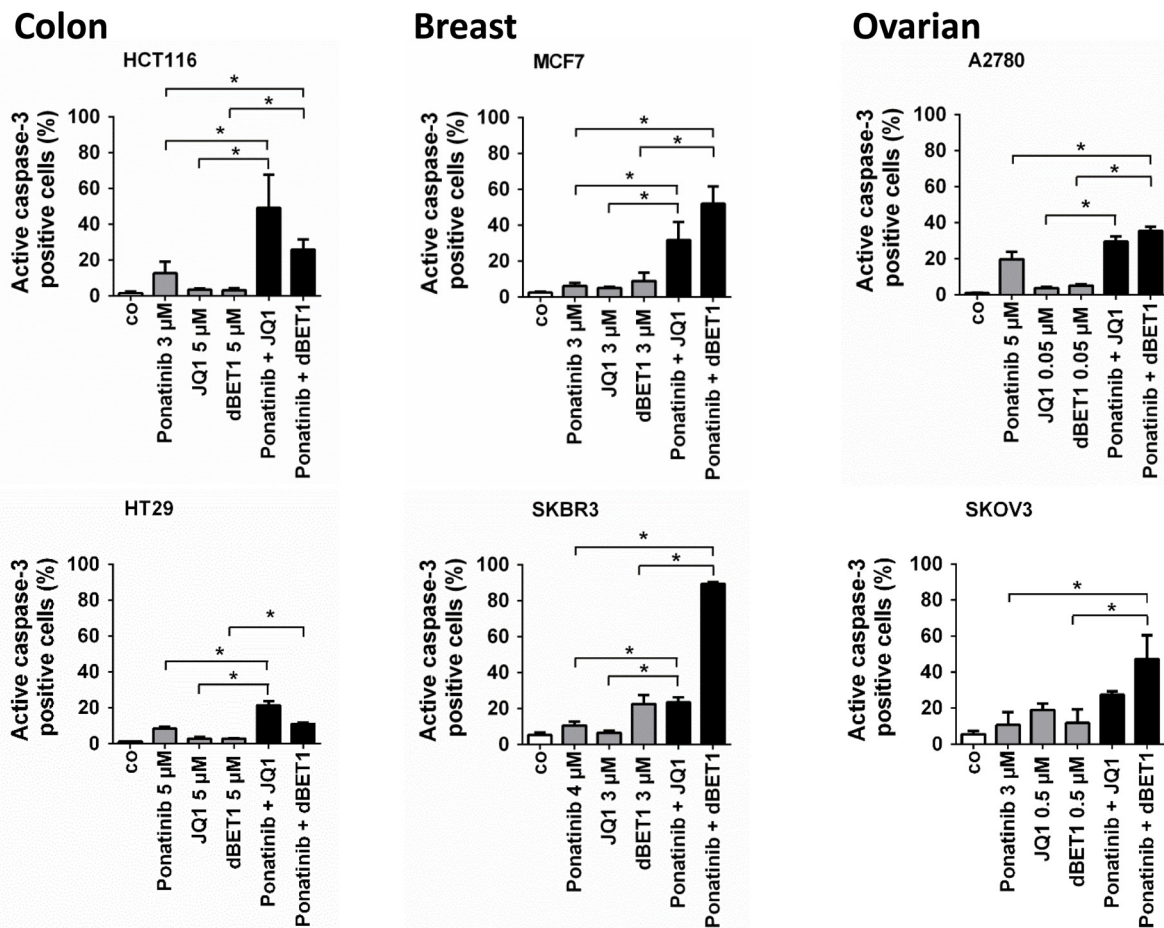 Colon
HCT116
Active caspase-3
positive cells (%)
100
80
60
40
20
0
*
*
*
*
co
Ponatinib 3 µM
JQ1 5 µM
dBET1 5 µM
Ponatinib + JQ1
Ponatinib + dBET1
Breast
MCF7
Active caspase-3
positive cells (%)
100
80
60
40
20
0
*
*
*
*
co
Ponatinib 3 µM
JQ1 3 µM
dBET1 3 µM
Ponatinib + JQ1
Ponatinib + dBET1
Ovarian
A2780
Active caspase-3
positive cells (%)
100
80
60
40
20
0
*
*
*
co
Ponatinib 5 µM
JQ1 0.05 µM
dBET1 0.05 µM
Ponatinib + JQ1
Ponatinib + dBET1
HT29
Active caspase-3
positive cells (%)
100
80
60
40
20
0
*
*
*
co
Ponatinib 5 µM
JQ1 5 µM
dBET1 5 µM
Ponatinib + JQ1
Ponatinib + dBET1
SKBR3
Active caspase-3
positive cells (%)
100
80
60
40
20
0
*
*
*
*
co
Ponatinib 4 µM
JQ1 3 µM
dBET1 3 µM
Ponatinib + JQ1
Ponatinib + dBET1
SKOV3
Active caspase-3
positive cells (%)
100
80
60
40
20
0
*
*
co
Ponatinib 3 µM
JQ1 0.5 µM
dBET1 0.5 µM
Ponatinib + JQ1
Ponatinib + dBET1